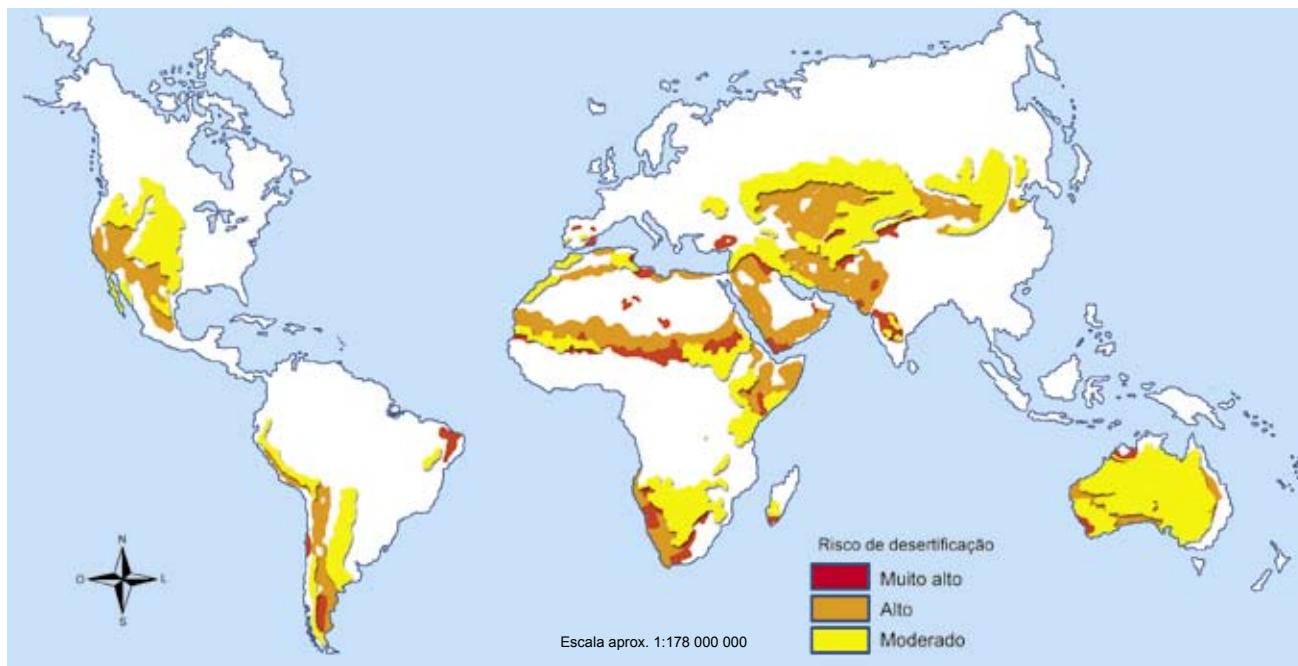 N
O
L
S
Risco de desertificação
Muito alto
Alto
Moderado
Escala aprox. 1:178 000 000